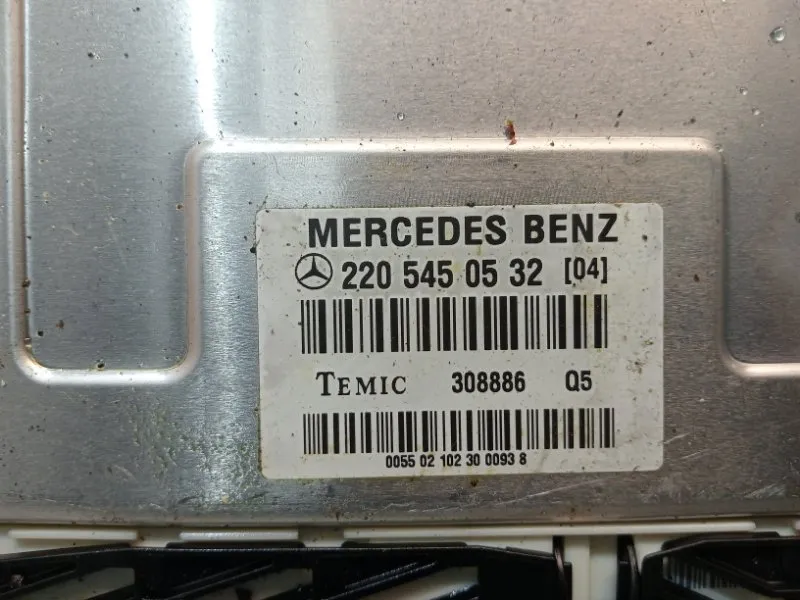 MERCEDES BENZ
220 545 05 32 [04]
TEMIC 308886 Q5
0055 02 102 30 0093 8